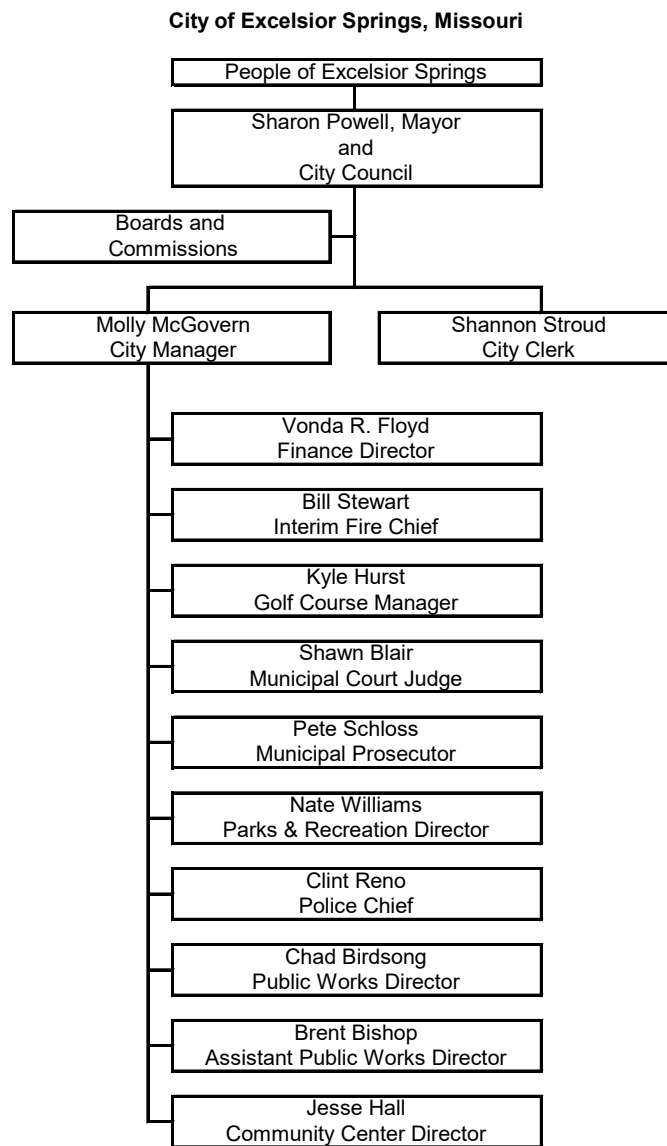 City of Excelsior Springs, Missouri
People of Excelsior Springs
Sharon Powell, Mayor
and
City Council
Boards and
Commissions
Molly McGovern
City Manager
Shannon Stroud
City Clerk
Vonda R. Floyd
Finance Director
Bill Stewart
Interim Fire Chief
Kyle Hurst
Golf Course Manager
Shawn Blair
Municipal Court Judge
Pete Schloss
Municipal Prosecutor
Nate Williams
Parks & Recreation Director
Clint Reno
Police Chief
Chad Birdsong
Public Works Director
Brent Bishop
Assistant Public Works Director
Jesse Hall
Community Center Director